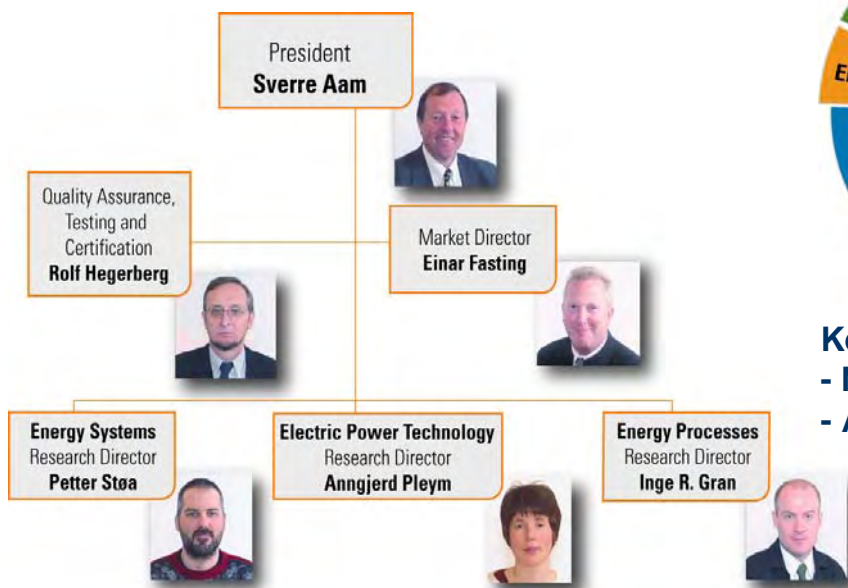 President
Sverre Aam
Quality Assurance,
Testing and
Certification
Rolf Hegerberg
Market Director
Einar Fasting
Energy Systems
Research Director
Petter Støa
Electric Power Technology
Research Director
Anngjerd Pleym
Energy Processes
Research Director
Inge R. Gran